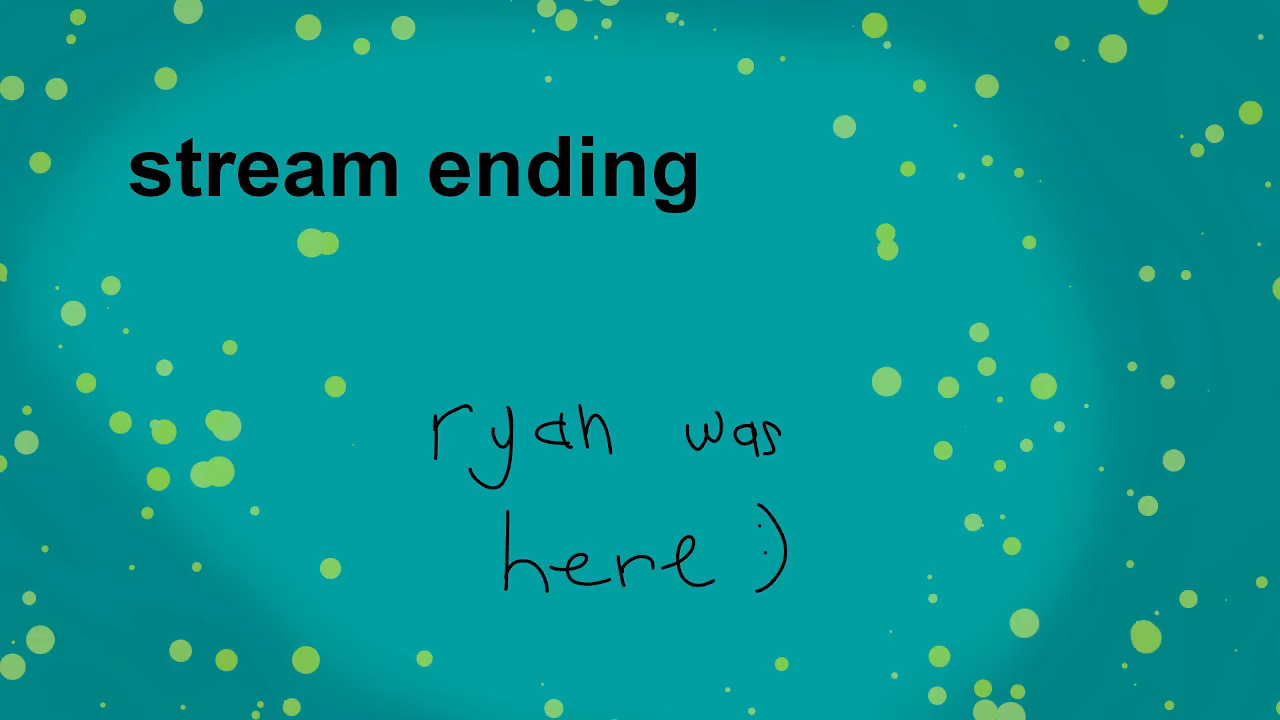 stream ending
ryan was
here :)